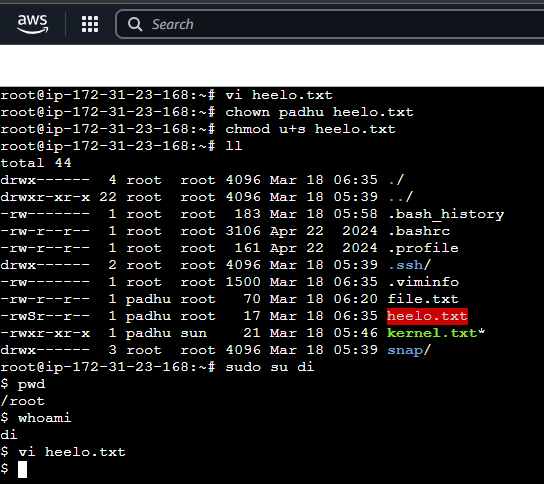 aws
Search
root@ip-172-31-23-168:~# vi heelo.txt
root@ip-172-31-23-168:~# chown padhu heelo.txt
root@ip-172-31-23-168:~# chmod u+s heelo.txt
root@ip-172-31-23-168:~# ll
total 44
drwx------  4 root  root 4096 Mar 18 06:35 ./
drwxr-xr-x 22 root  root 4096 Mar 18 05:39 ../
-rw-------  1 root  root  183 Mar 18 05:58 .bash_history
-rw-r--r--  1 root  root 3106 Apr 22  2024 .bashrc
-rw-r--r--  1 root  root  161 Apr 22  2024 .profile
drwx------  2 root  root 4096 Mar 18 05:39 .ssh/
-rw-------  1 root  root 1500 Mar 18 06:35 .viminfo
-rw-r--r--  1 padhu root   70 Mar 18 06:20 file.txt
-rwSr--r--  1 padhu root   17 Mar 18 06:35 heelo.txt
-rwxr-xr-x  1 padhu sun    21 Mar 18 05:46 kernel.txt*
drwx------  3 root  root 4096 Mar 18 05:39 snap/
root@ip-172-31-23-168:~# sudo su di
$ pwd
/root
$ whoami
di
$ vi heelo.txt
$